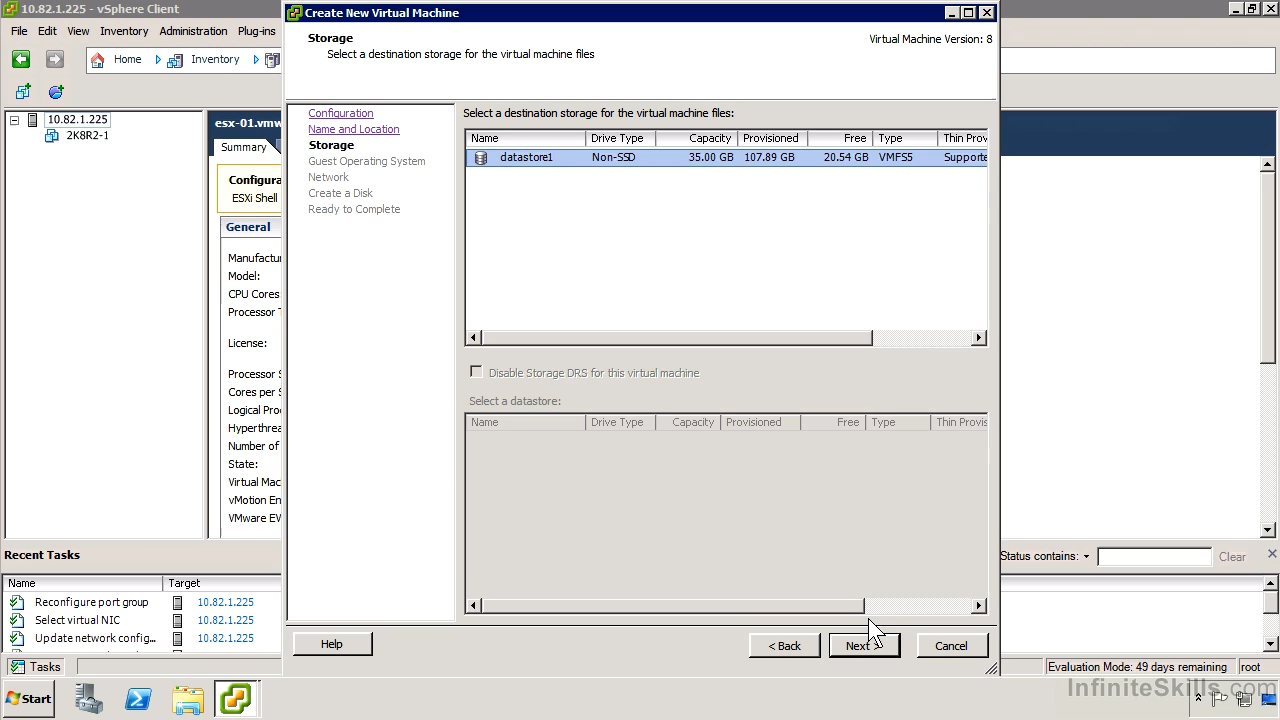 10.82.1.225 - vSphere Client
File Edit View Inventory Administration Plug-ins
Home Inventory
10.82.1.225
2K8R2-1
esx-01.vmw
Summary
Configura
ESXi Shell
General
Manufactu
Model:
CPU Cores
Processor T
License:
Processor S
Cores per S
Logical Pro
Hyperthrea
Number of
State:
Virtual Mac
vMotion En
VMware EV
Create New Virtual Machine
Storage
Select a destination storage for the virtual machine files
Virtual Machine Version: 8
Configuration
Name and Location
Storage
Guest Operating System
Network
Create a Disk
Ready to Complete
Select a destination storage for the virtual machine files:
Name Drive Type Capacity Provisioned Free Type Thin Prov
datastore1 Non-SSD 35.00 GB 107.89 GB 20.54 GB VMFS5 Supporte
Disable Storage DRS for this virtual machine
Select a datastore:
Name Drive Type Capacity Provisioned Free Type Thin Provis
Help < Back Next > Cancel
Recent Tasks
Status contains: Clear
Name Target
Reconfigure port group 10.82.1.225
Select virtual NIC 10.82.1.225
Update network config... 10.82.1.225
Tasks
Evaluation Mode: 49 days remaining root
Start
InfiniteSkills.com